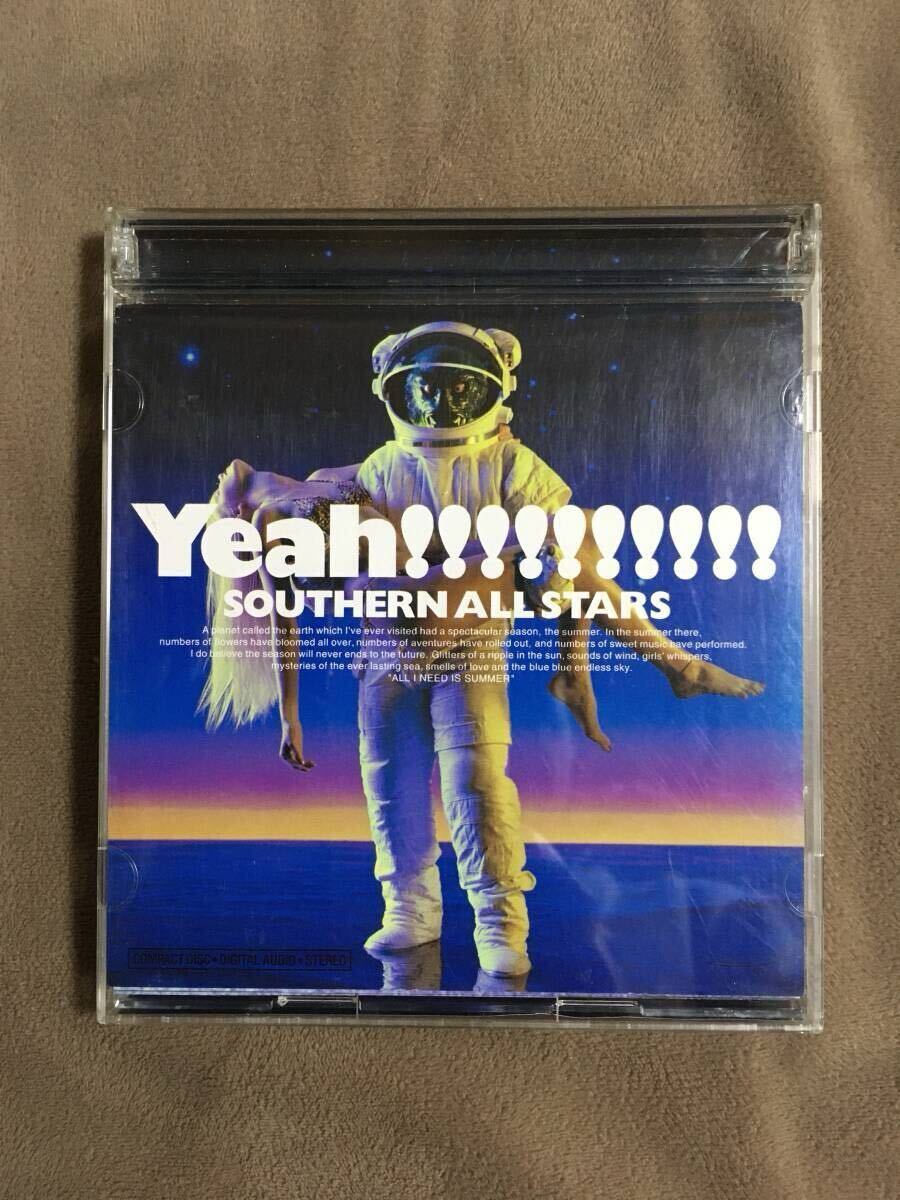 Yeah!!!!!!!!!!
SOUTHERN ALL STARS
A planet called the earth which I've ever visited had a spectacular season, the summer. In the summer there,
numbers of flowers have bloomed all over, numbers of aventures have rolled out, and numbers of sweet music have performed.
I do believe the season will never ends to the future. Glitters of a ripple in the sun, sounds of wind, girls' whispers,
mysteries of the ever lasting sea, smells of love and the blue blue endless sky.
"ALL I NEED IS SUMMER"
COMPACT DISC • DIGITAL AUDIO • STEREO